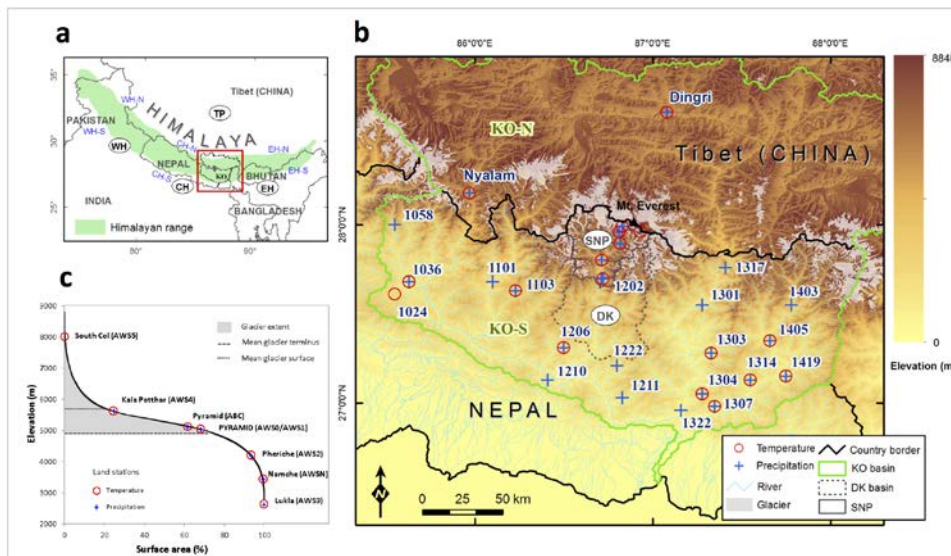 a
35°N
30°N
25°N
80°
90°
Tibet (CHINA)
HIMALAYA
PAKISTAN
WH-N
WH-S
WH
TP
CH-N
CH-S
CH
NEPAL
KO
EH-N
EH-S
EH
BHUTAN
INDIA
BANGLADESH
Himalayan range
b
86°0'0"E
87°0'0"E
88°0'0"E
28°0'0"N
27°0'0"N
Dingri
KO-N
Tibet (CHINA)
Nyalam
Mt. Everest
1058
SNP
1317
1036
1101
1103
1202
1301
1403
1024
KO-S
DK
1206
1222
1303
1405
1210
1211
1304
1314
1419
1307
1322
NEPAL
N
0 25 50 km
884
0
Elevation (m
Temperature
Precipitation
River
Glacier
Country border
KO basin
DK basin
SNP
c
Elevation (m)
9000
8000
7000
6000
5000
4000
3000
2000
South Col (AWS5)
Glacier extent
Mean glacier terminus
Mean glacier surface
Kala Patthar (AWS4)
Pyramid (ABC)
PYRAMID (AWS0/AWS1)
Pheriche (AWS2)
Namche (AWSN)
Lukla (AWS3)
Land stations
Temperature
Precipitation
0 20 40 60 80 100
Surface area (%)